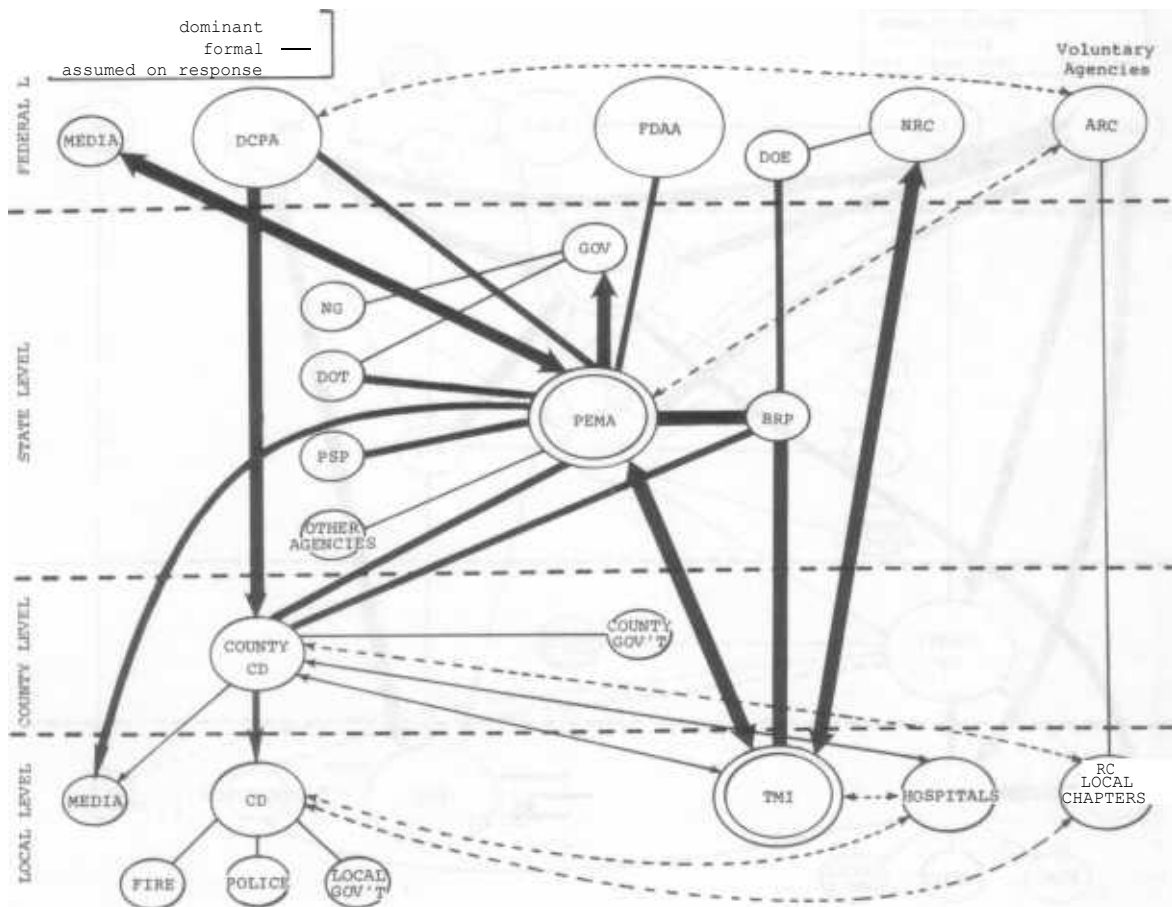 dominant
formal
assumed on response
Voluntary
Agencies
FEDERAL L
MEDIA
DCPA
FDAA
DOE
NRC
ARC
STATE LEVEL
GOV
NG
DOT
PEMA
BRP
PSP
OTHER
AGENCIES
COUNTY LEVEL
COUNTY
CD
COUNTY
GOV'T
LOCAL LEVEL
MEDIA
CD
TMI
HOSPITALS
RC
LOCAL
CHAPTERS
FIRE
POLICE
LOCAL
GOV'T